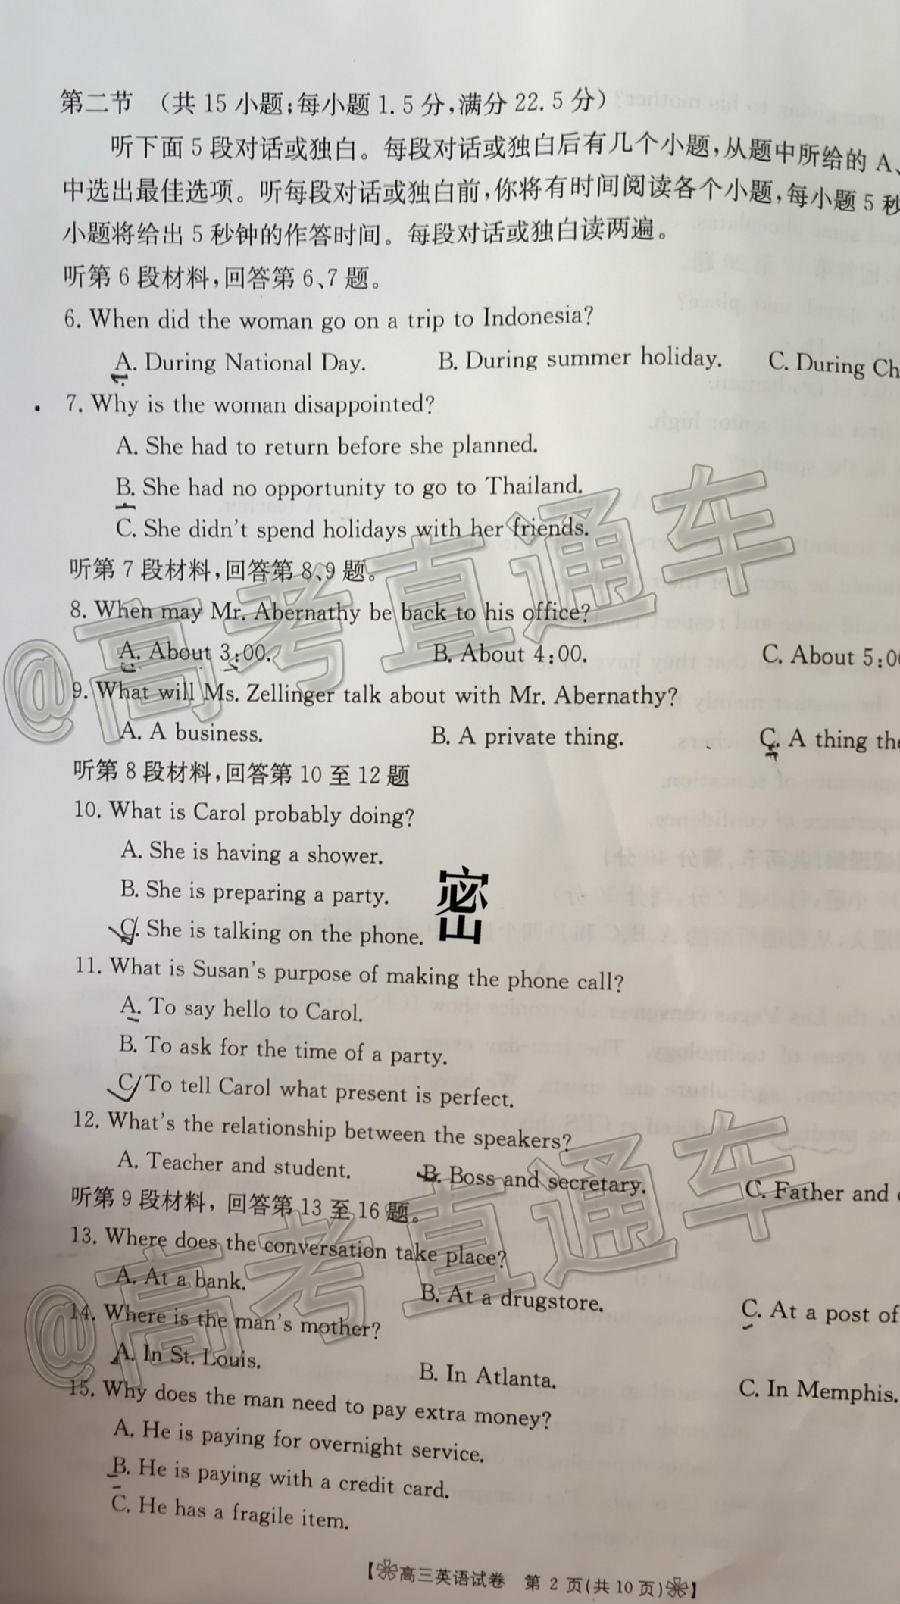 第二节 (共 15 小题;每小题 1.5 分,满分 22.5 分)
听下面 5 段对话或独白。每段对话或独白后有几个小题,从题中所给的 A、
中选出最佳选项。听每段对话或独白前,你将有时间阅读各个小题,每小题 5 秒
小题将给出 5 秒钟的作答时间。每段对话或独白读两遍。
听第 6 段材料,回答第 6、7 题。
6. When did the woman go on a trip to Indonesia?
A. During National Day. B. During summer holiday. C. During Ch
7. Why is the woman disappointed?
A. She had to return before she planned.
B. She had no opportunity to go to Thailand.
C. She didn't spend holidays with her friends.
听第 7 段材料,回答第 8、9 题。
8. When may Mr. Abernathy be back to his office?
A. About 3:00. B. About 4:00. C. About 5:0
9. What will Ms. Zellinger talk about with Mr. Abernathy?
A. A business. B. A private thing. C. A thing the
听第 8 段材料,回答第 10 至 12 题
10. What is Carol probably doing?
A. She is having a shower.
B. She is preparing a party.
C. She is talking on the phone.
密
11. What is Susan's purpose of making the phone call?
A. To say hello to Carol.
B. To ask for the time of a party.
C. To tell Carol what present is perfect.
12. What's the relationship between the speakers?
A. Teacher and student. B. Boss and secretary. C. Father and
听第 9 段材料,回答第 13 至 16 题。
13. Where does the conversation take place?
A. At a bank. B. At a drugstore. C. At a post of
14. Where is the man's mother?
A. In St. Louis. B. In Atlanta. C. In Memphis.
15. Why does the man need to pay extra money?
A. He is paying for overnight service.
B. He is paying with a credit card.
C. He has a fragile item.
【高三英语试卷 第 2 页(共 10 页)】
@高考直通车
@高考直通车